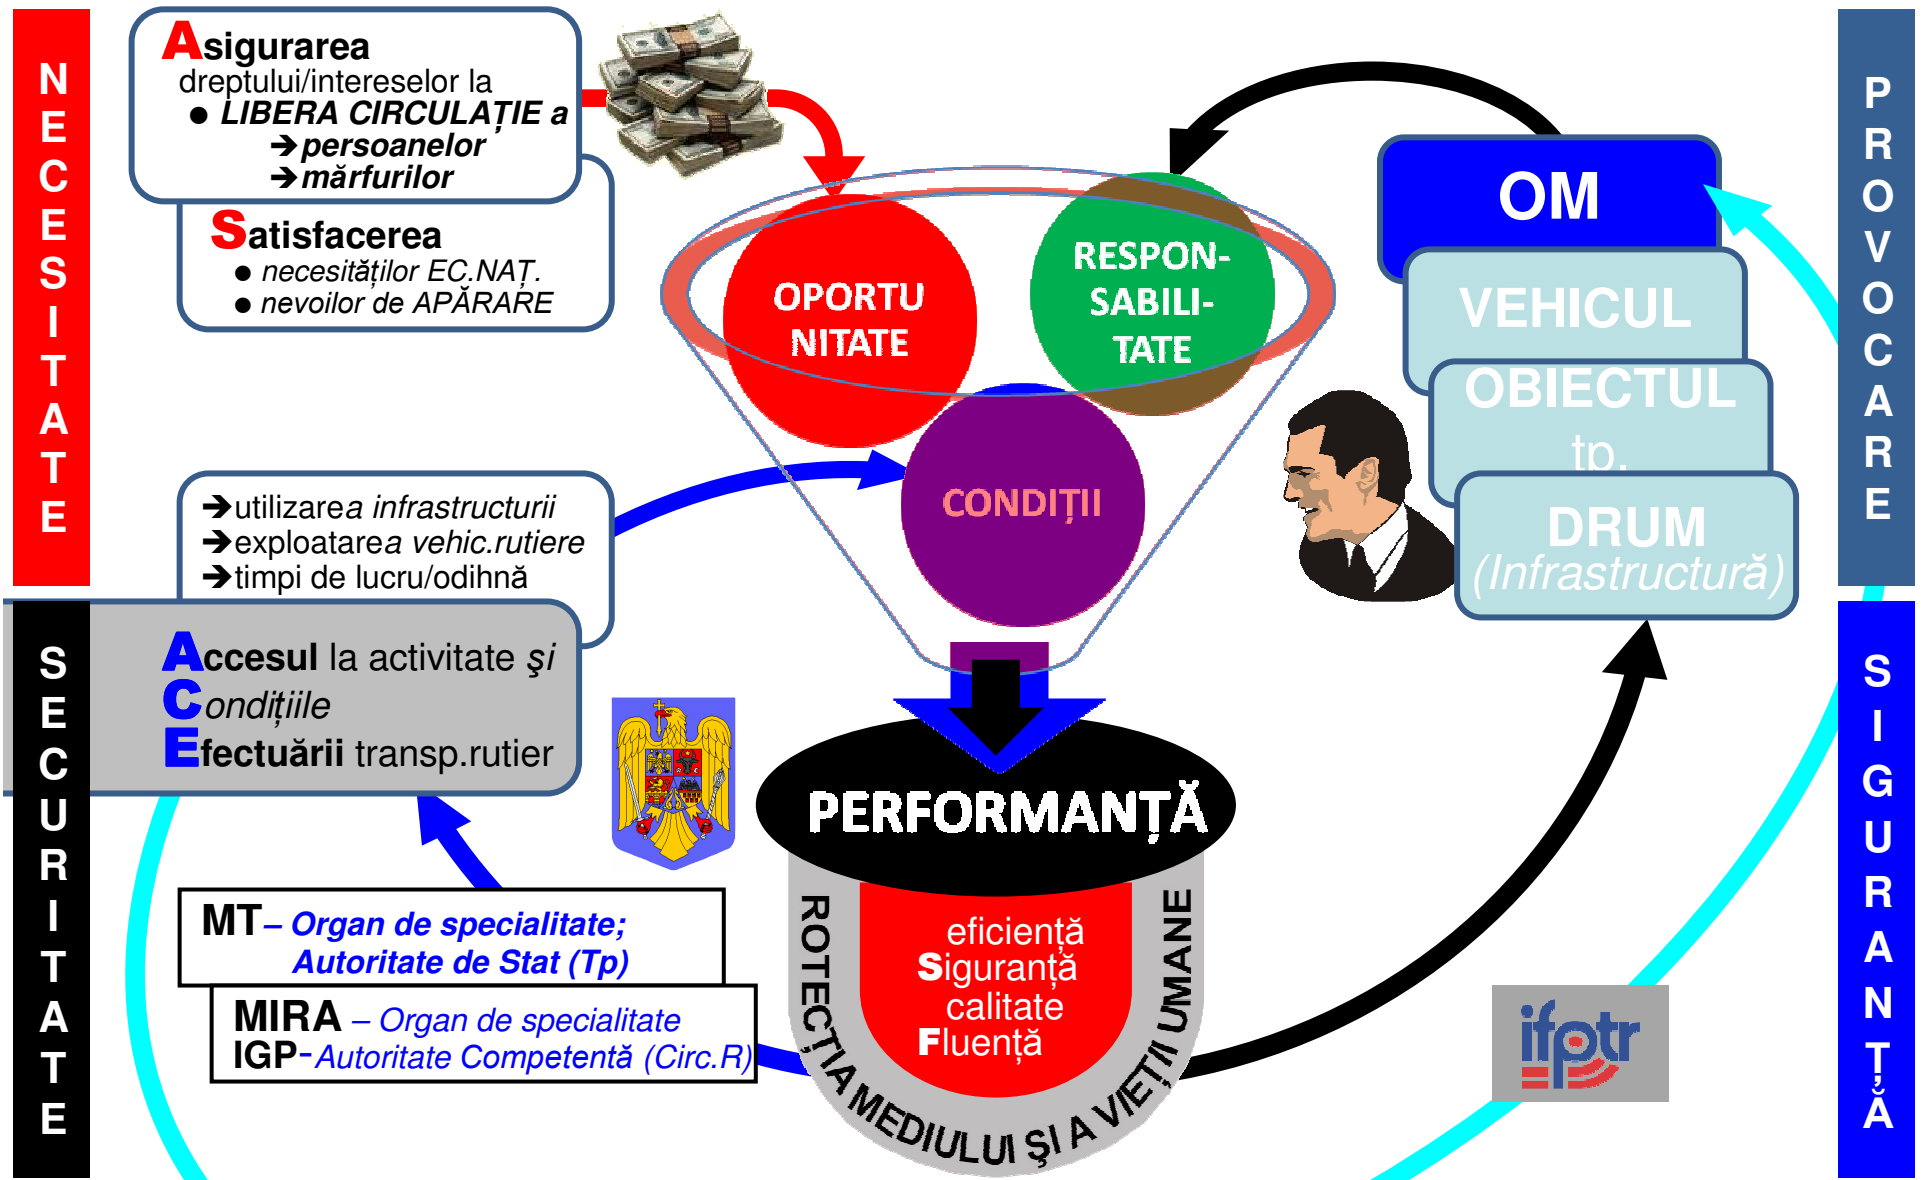 NECESITATE
Asigurarea
dreptului/intereselor la
● LIBERA CIRCULAȚIE a
➔ persoanelor
➔ mărfurilor
Satisfacerea
● necesităților EC.NAȚ.
● nevoilor de APĂRARE
OPORTU
NITATE
RESPON-
SABILI-
TATE
CONDIȚII
OM
VEHICUL
OBIECTUL
tp.
DRUM
(Infrastructură)
PROVOCARE
➔utilizarea infrastructurii
➔exploatarea vehic.rutiere
➔timpi de lucru/odihnă
SECURITATE
Accesul la activitate şi
Condițiile
Efectuării transp.rutier
MT– Organ de specialitate;
Autoritate de Stat (Tp)
MIRA – Organ de specialitate
IGP-Autoritate Competentă (Circ.R)
PERFORMANȚĂ
eficiență
Siguranță
calitate
Fluență
ROTECȚIA MEDIULUI ŞI A VIEȚII UMANE
ifptr
SIGURANȚĂ